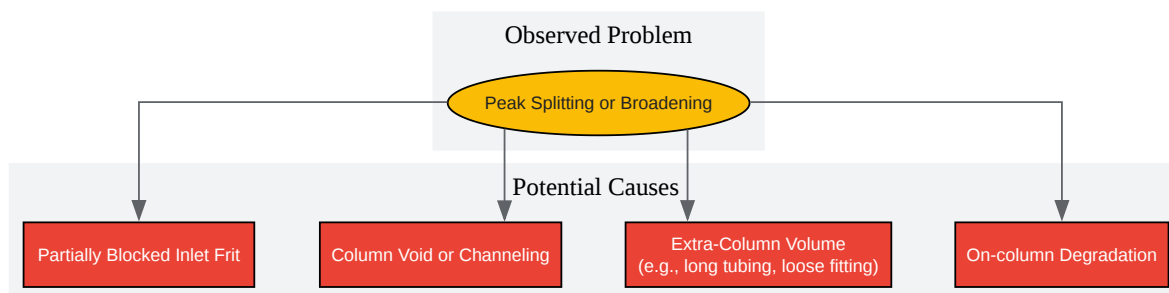 Observed Problem
Peak Splitting or Broadening
Potential Causes
Partially Blocked Inlet Frit
Column Void or Channeling
Extra-Column Volume
(e.g., long tubing, loose fitting)
On-column Degradation